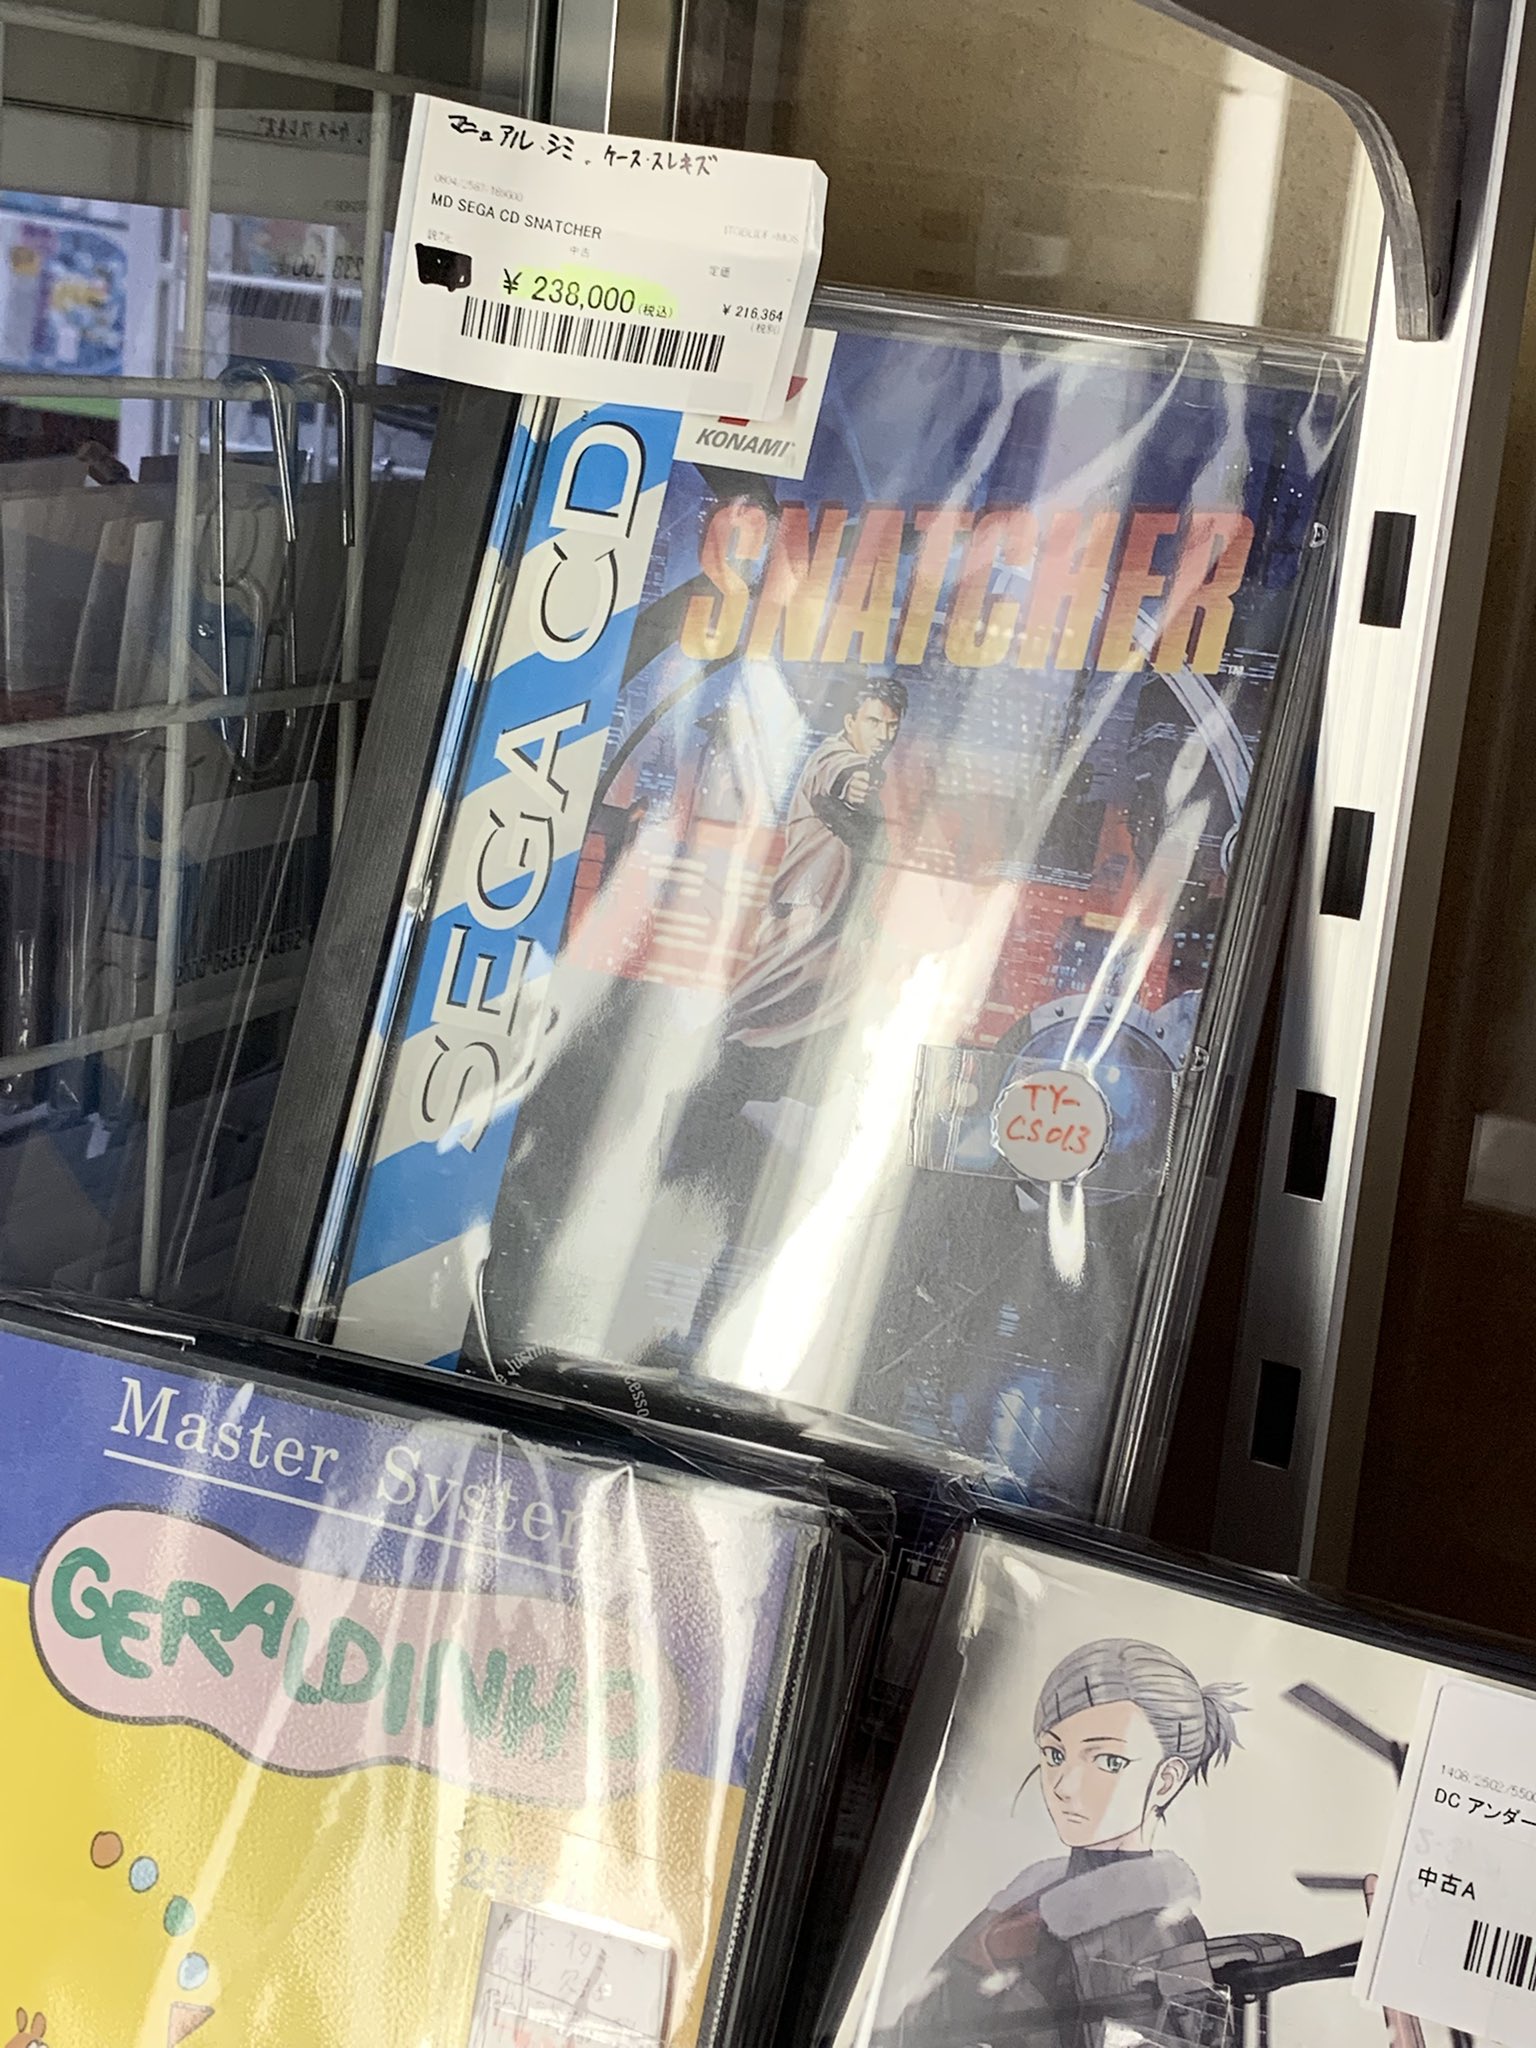 マニュアル・シミ。ケース・スレキズ
MD SEGA CD SNATCHER
中古
定価
¥ 238,000(税込)
¥ 216,364
(税別)
KONAMI
SEGA CD
SNATCHER
TY-
CS013
Master System
GERALDINHO
DC アンダー
中古A